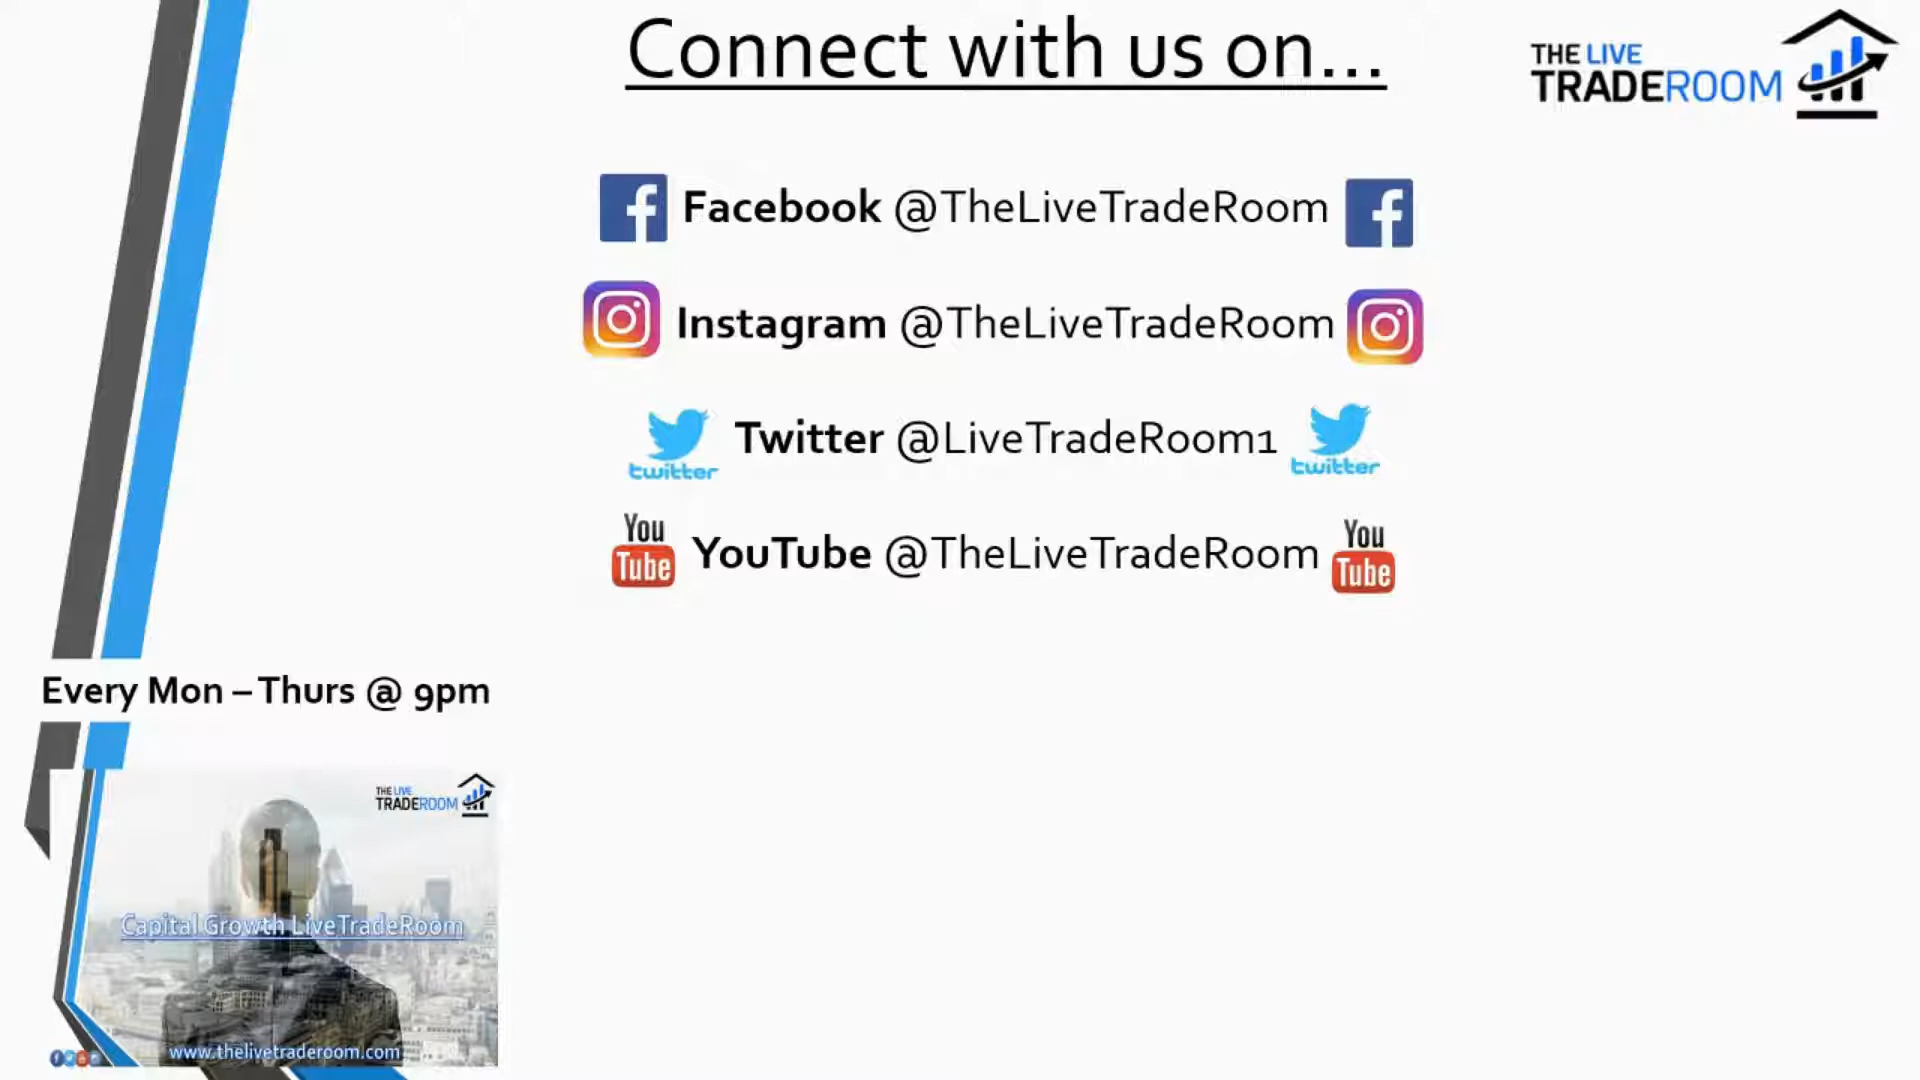 Connect with us on...
THE LIVE
TRADEROOM
Facebook @TheLiveTradeRoom
Instagram @TheLiveTradeRoom
twitter Twitter @LiveTradeRoom1 twitter
You Tube YouTube @TheLiveTradeRoom You Tube
Every Mon – Thurs @ 9pm
THE LIVE
TRADEROOM
Capital Growth LiveTradeRoom
www.thelivetraderoom.com